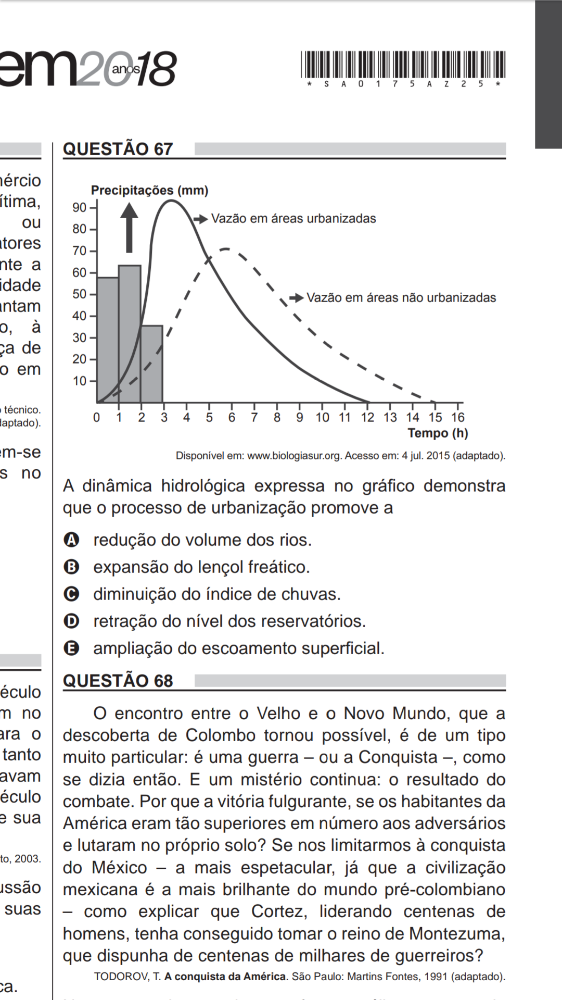 em20anos18
* S A 0 1 7 5 A Z 2 5 *
mércio
ítima,
ou
atores
nte a
idade
antam
o, à
ça de
o em
o técnico.
daptado).
em-se
s no
éculo
m no
ara o
tanto
avam
éculo
e sua
to, 2003.
ussão
suas
ca.
QUESTÃO 67
Precipitações (mm)
90
80
70
60
50
40
30
20
10
Vazão em áreas urbanizadas
Vazão em áreas não urbanizadas
0 1 2 3 4 5 6 7 8 9 10 11 12 13 14 15 16
Tempo (h)
Disponível em: www.biologiasur.org. Acesso em: 4 jul. 2015 (adaptado).
A dinâmica hidrológica expressa no gráfico demonstra
que o processo de urbanização promove a
A redução do volume dos rios.
B expansão do lençol freático.
C diminuição do índice de chuvas.
D retração do nível dos reservatórios.
E ampliação do escoamento superficial.
QUESTÃO 68
O encontro entre o Velho e o Novo Mundo, que a
descoberta de Colombo tornou possível, é de um tipo
muito particular: é uma guerra – ou a Conquista –, como
se dizia então. E um mistério continua: o resultado do
combate. Por que a vitória fulgurante, se os habitantes da
América eram tão superiores em número aos adversários
e lutaram no próprio solo? Se nos limitarmos à conquista
do México – a mais espetacular, já que a civilização
mexicana é a mais brilhante do mundo pré-colombiano
– como explicar que Cortez, liderando centenas de
homens, tenha conseguido tomar o reino de Montezuma,
que dispunha de centenas de milhares de guerreiros?
TODOROV, T. A conquista da América. São Paulo: Martins Fontes, 1991 (adaptado).